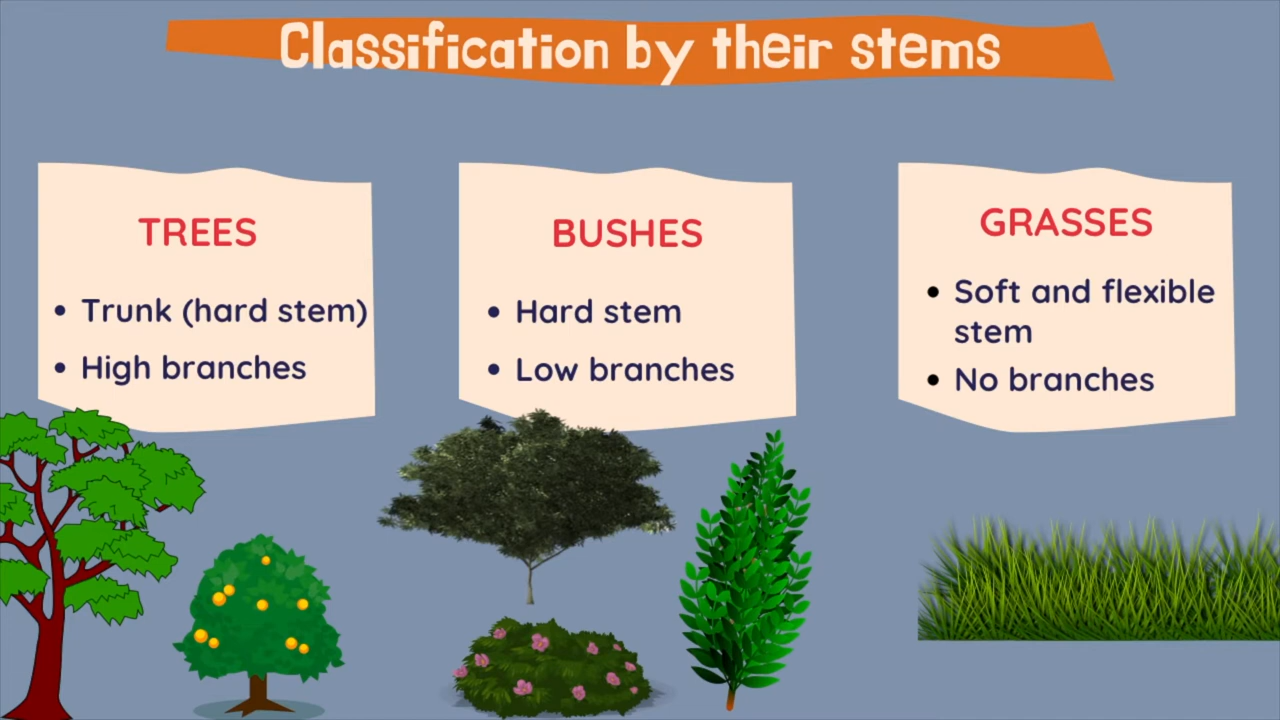 Classification by their stems
TREES
• Trunk (hard stem)
• High branches
BUSHES
• Hard stem
• Low branches
GRASSES
• Soft and flexible
stem
• No branches